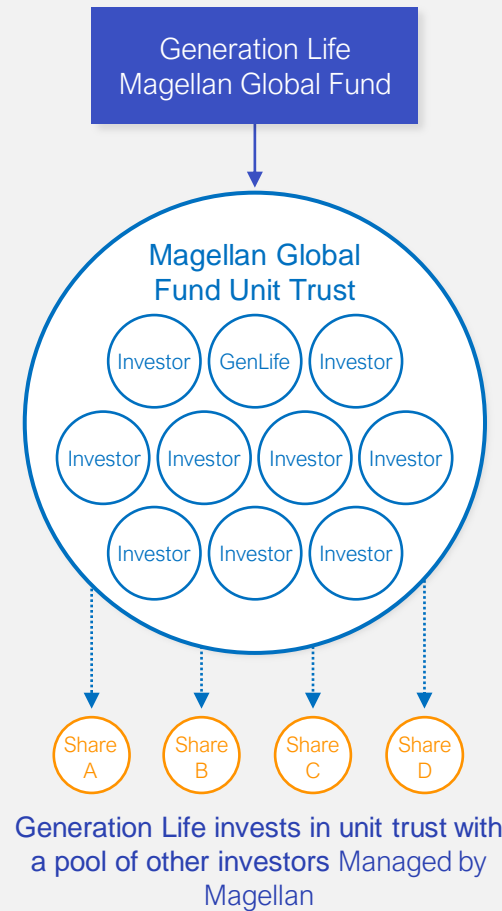 Generation Life
Magellan Global Fund
Magellan Global
Fund Unit Trust
Investor GenLife Investor
Investor Investor Investor Investor
Investor Investor Investor
Share Share Share Share
A B C D
Generation Life invests in unit trust with
a pool of other investors Managed by
Magellan